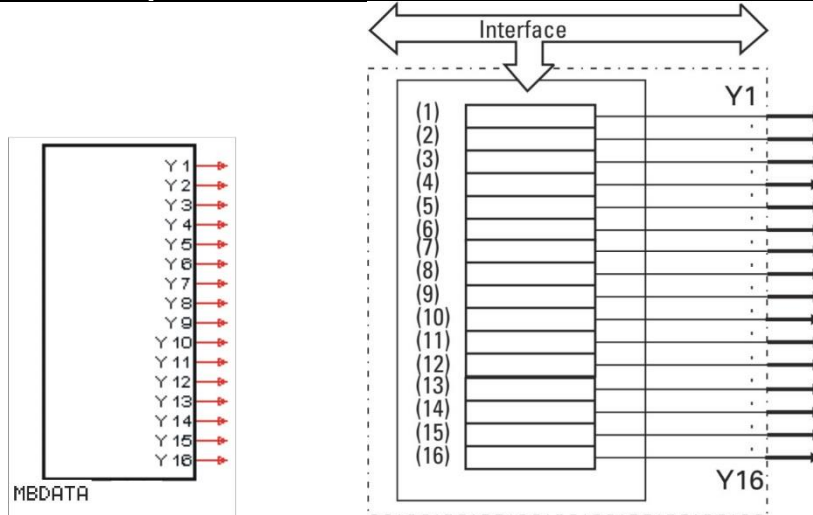 Y 1
Y 2
Y 3
Y 4
Y 5
Y 6
Y 7
Y 8
Y 9
Y 10
Y 11
Y 12
Y 13
Y 14
Y 15
Y 16
MBDATA
Interface
Y1
(1)
(2)
(3)
(4)
(5)
(6)
(7)
(8)
(9)
(10)
(11)
(12)
(13)
(14)
(15)
(16)
Y16